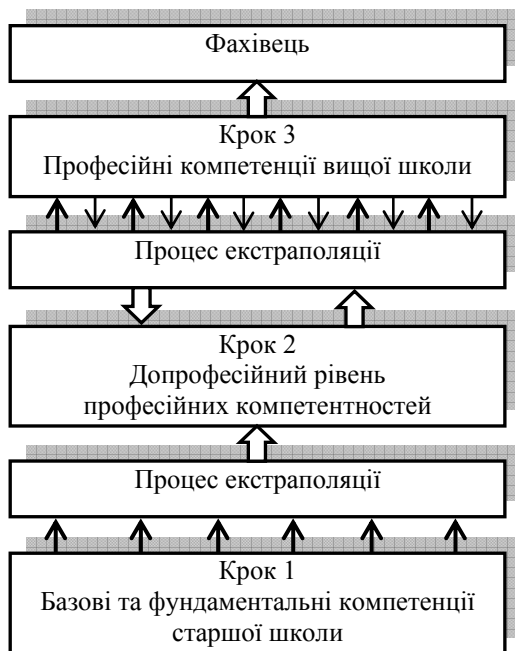 Фахівець
Крок 3
Професійні компетенції вищої школи
Процес екстраполяції
Крок 2
Допрофесійний рівень
професійних компетентностей
Процес екстраполяції
Крок 1
Базові та фундаментальні компетенції
старшої школи